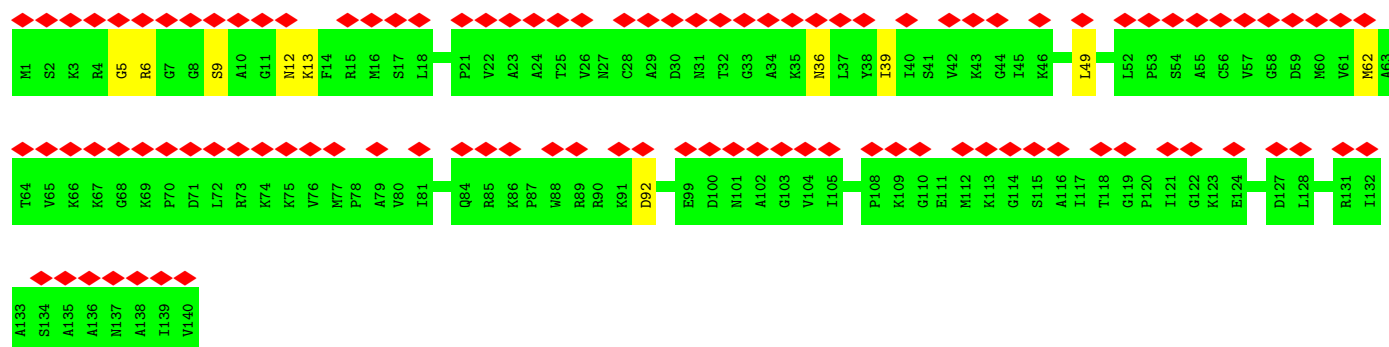 M1 S2 K3 R4 G5 R6 G7 G8 S9 A10 G11 N12 K13 F14 R15 M16 S17 L18 P21 V22 A23 A24 T25 V26 N27 C28 A29 D30 N31 T32 G33 A34 K35 N36 L37 Y38 I39 I40 S41 V42 K43 G44 I45 K46 L49 L52 P53 S54 A55 C56 V57 G58 D59 M60 V61 M62 A63
T64 V65 K66 K67 G68 K69 P70 D71 L72 R73 K74 K75 V76 M77 P78 A79 V80 I81 Q84 R85 K86 P87 W88 R89 R90 K91 D92 E99 D100 N101 A102 G103 V104 I105 P108 K109 G110 E111 M112 K113 G114 S115 A116 I117 T118 G119 P120 I121 G122 K123 E124 D127 L128 R131 I132
A133 S134 A135 A136 N137 A138 I139 V140